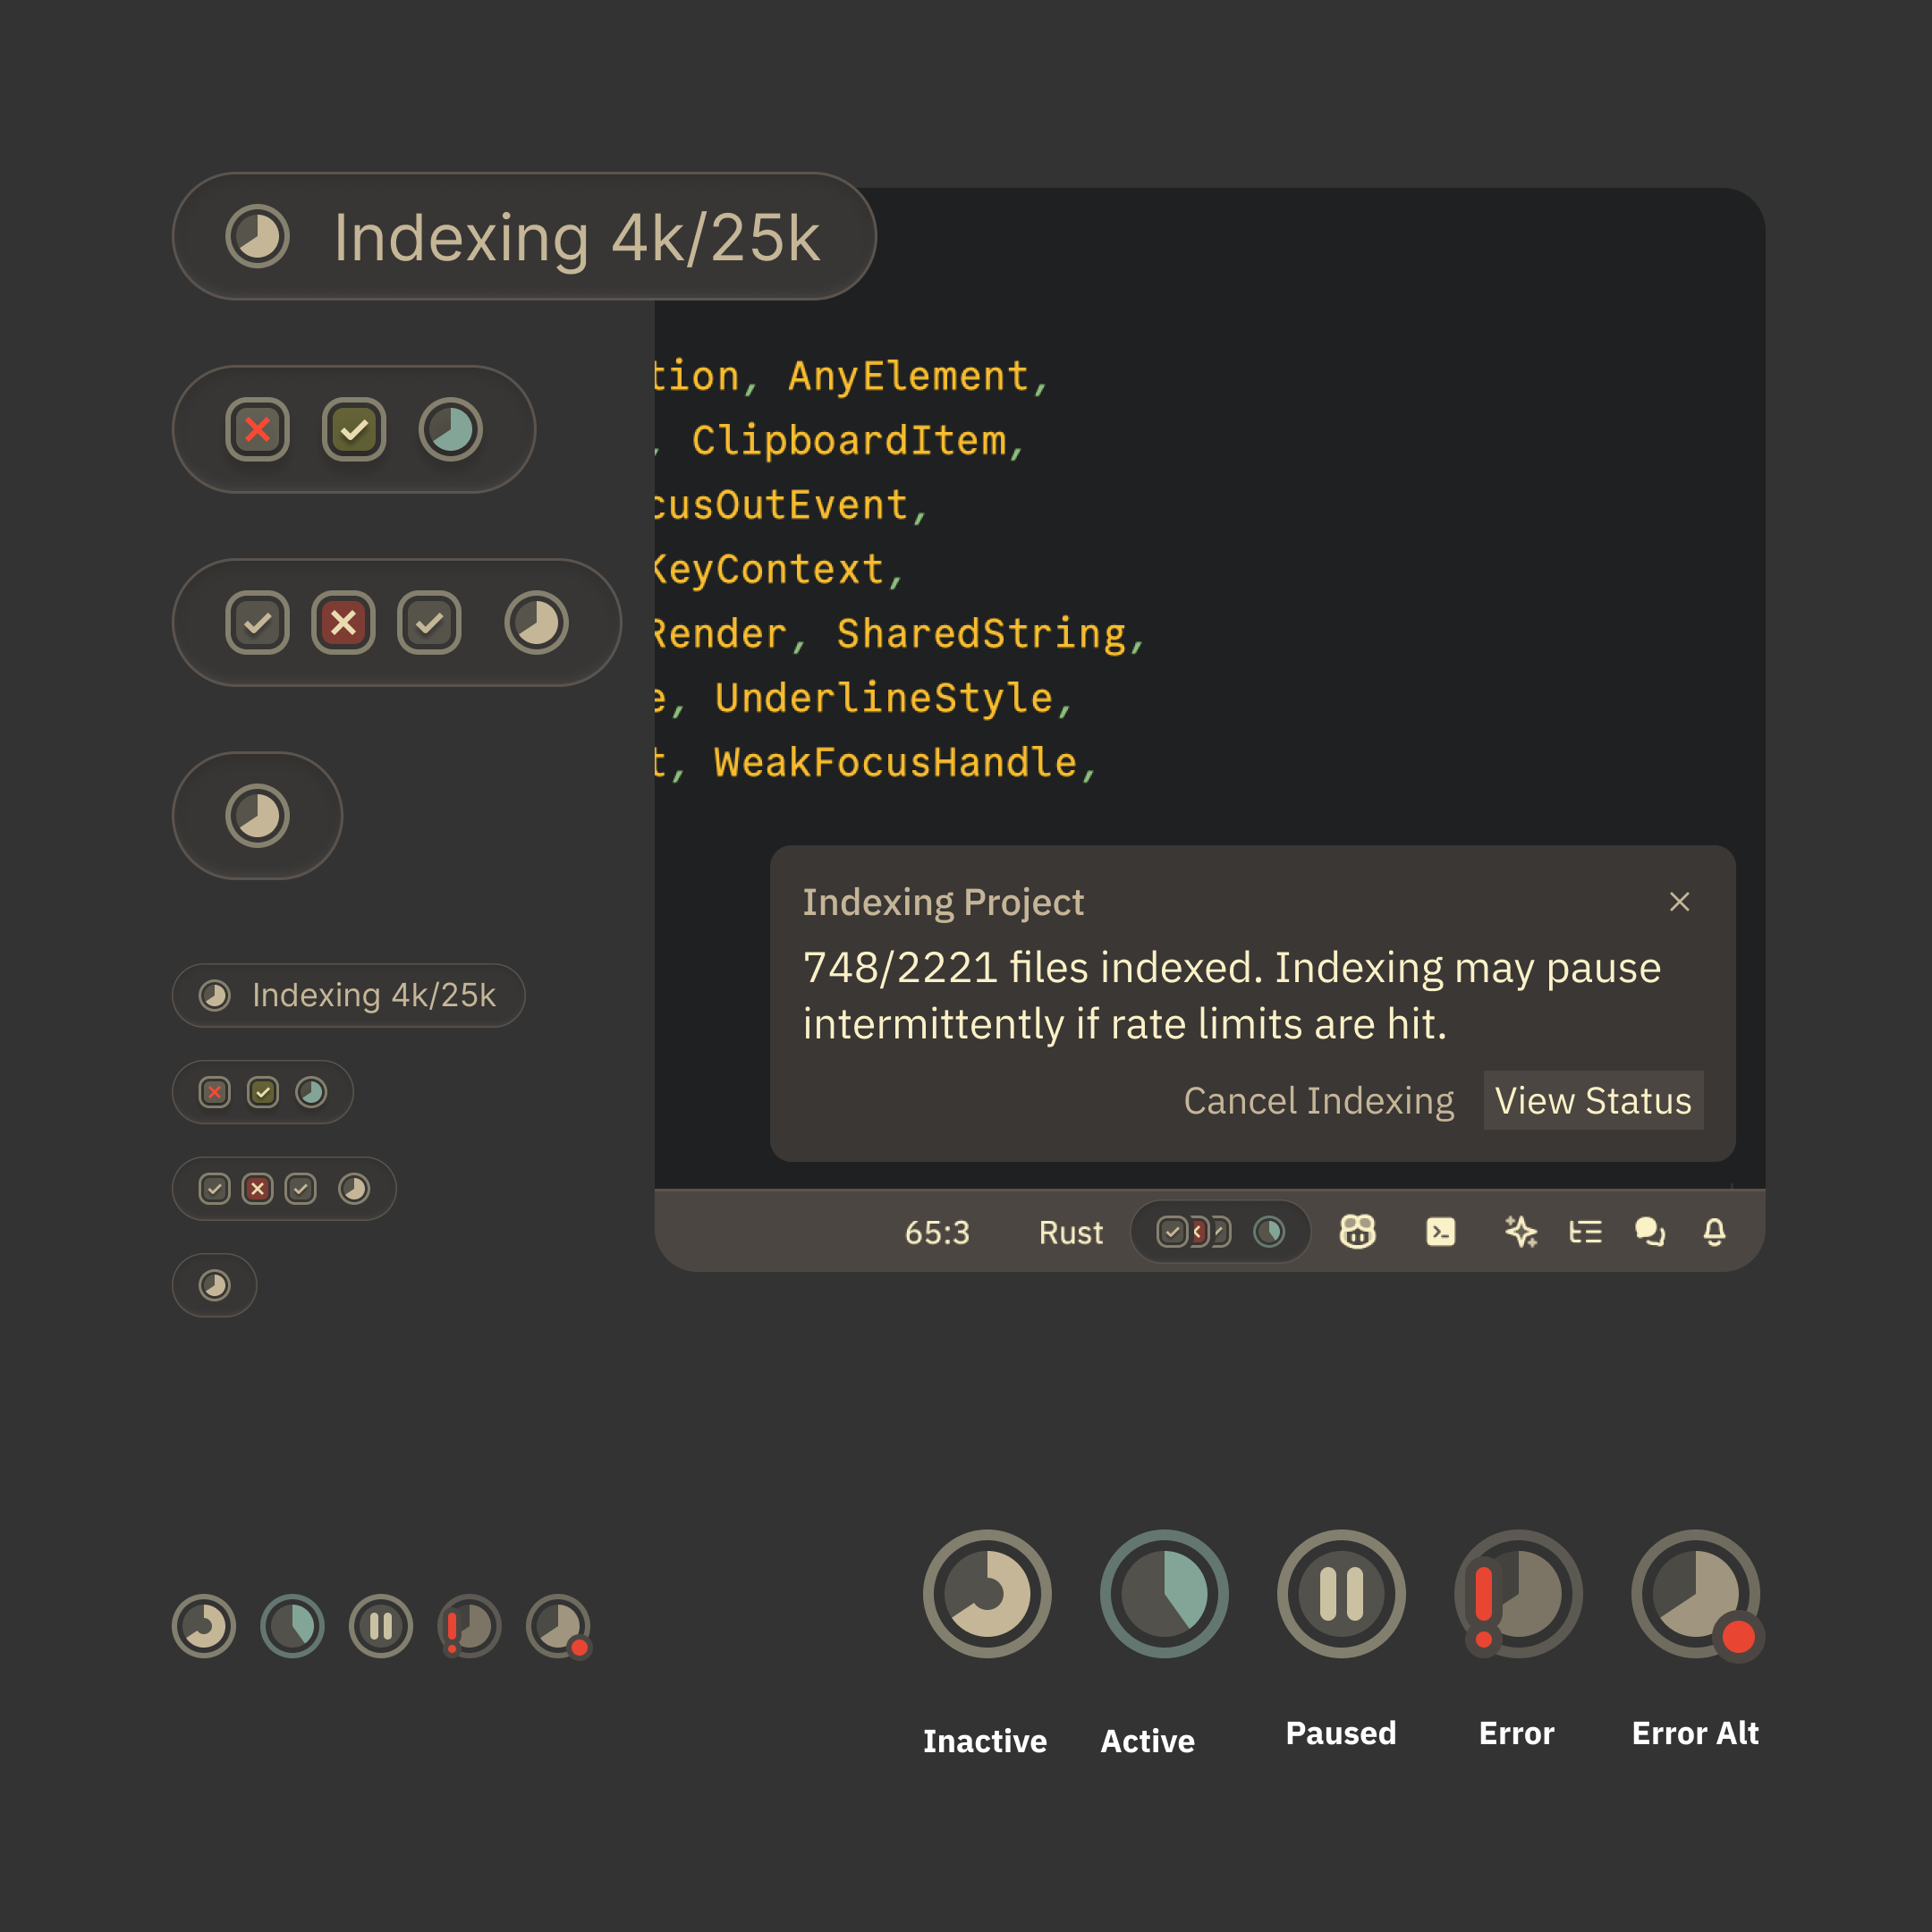 Indexing 4k/25k
tion, AnyElement,
, ClipboardItem,
cusOutEvent,
KeyContext,
Render, SharedString,
e, UnderlineStyle,
t, WeakFocusHandle,
Indexing Project
748/2221 files indexed. Indexing may pause
intermittently if rate limits are hit.
Cancel Indexing View Status
Indexing 4k/25k
65:3 Rust
Inactive Active Paused Error Error Alt